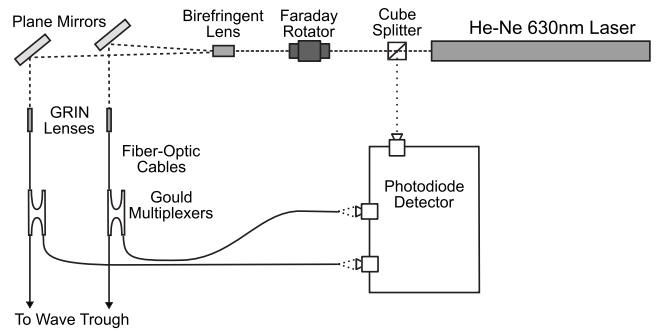 Plane Mirrors
Birefringent
Lens
Faraday
Rotator
Cube
Splitter
He-Ne 630nm Laser
GRIN
Lenses
Fiber-Optic
Cables
Gould
Multiplexers
Photodiode
Detector
To Wave Trough